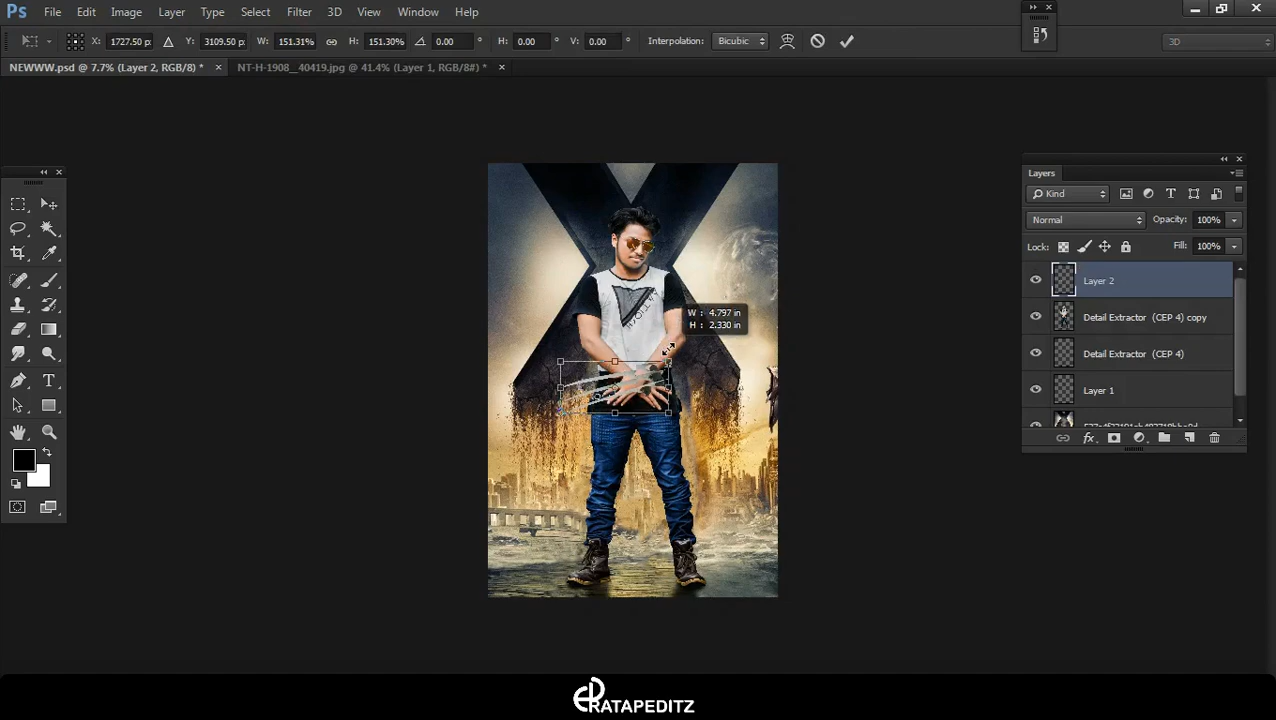 Ps File Edit Image Layer Type Select Filter 3D View Window Help
X: 1727.50 p: Y: 3109.50 p: W: 151.31% H: 151.30% 0.00 ° H: 0.00 ° V: 0.00 ° Interpolation: Bicubic 3D
NEWWW.psd @ 7.7% (Layer 2, RGB/8) * × NT-H-1908__40419.jpg @ 41.4% (Layer 1, RGB/8#) * ×
Layers
Kind
Normal Opacity: 100%
Lock: Fill: 100%
Layer 2
Detail Extractor (CEP 4) copy
Detail Extractor (CEP 4)
Layer 1
W : 4.797 in
H : 2.330 in
RATAPEDITZ